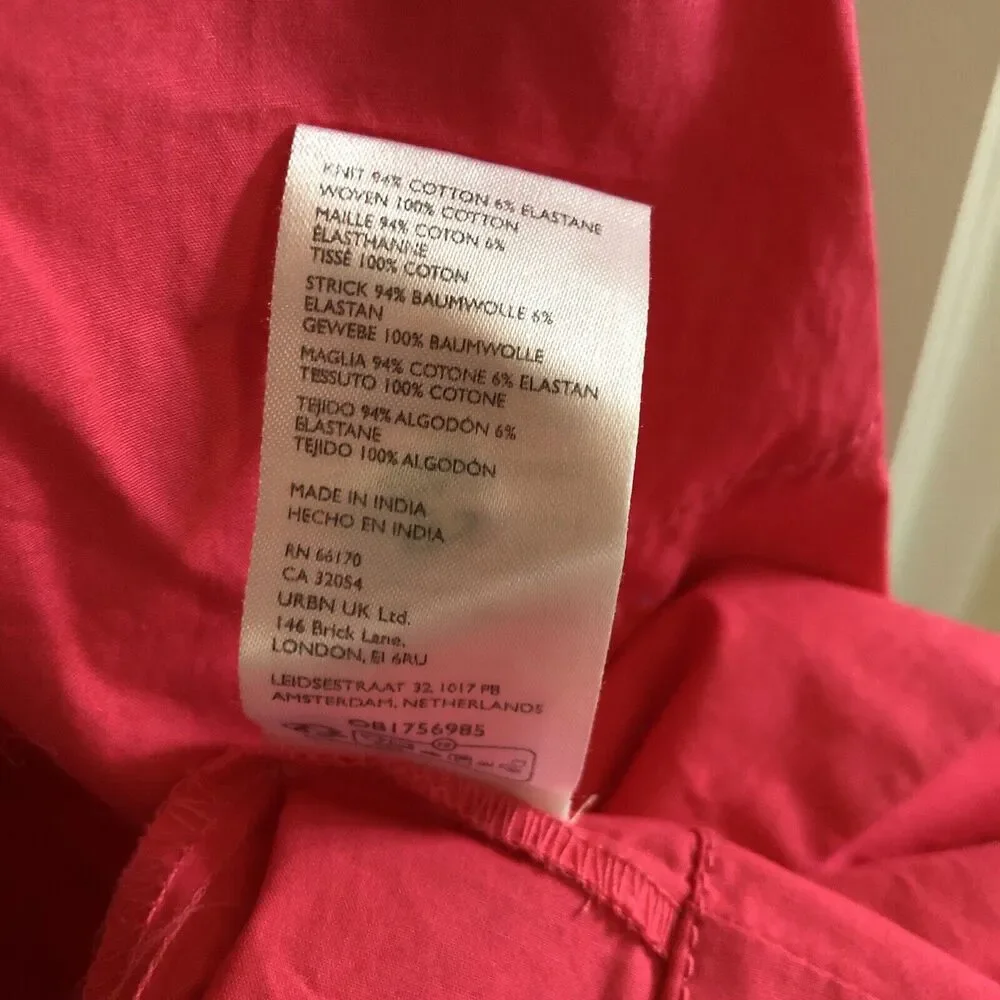 KNIT 94% COTTON 6% ELASTANE
WOVEN 100% COTTON
MAILLE 94% COTON 6%
ÉLASTHANNE
TISSÉ 100% COTON
STRICK 94% BAUMWOLLE 6%
ELASTAN
GEWEBE 100% BAUMWOLLE
MAGLIA 94% COTONE 6% ELASTAN
TESSUTO 100% COTONE
TEJIDO 94% ALGODÓN 6%
ELASTANE
TEJIDO 100% ALGODÓN
MADE IN INDIA
HECHO EN INDIA
RN 66170
CA 32054
URBN UK Ltd.
146 Brick Lane,
LONDON, E1 6RU
LEIDSESTRAAT 32 1017 PB
AMSTERDAM, NETHERLANDS
OB1756985